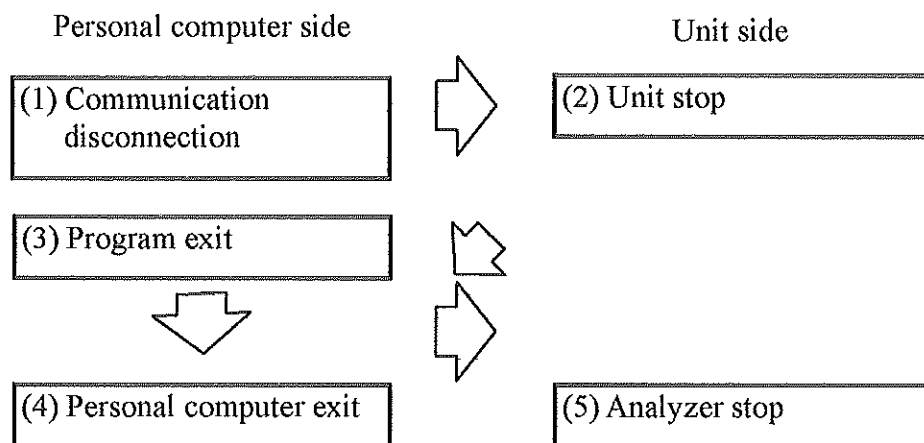 Personal computer side
Unit side
(1) Communication
disconnection
(2) Unit stop
(3) Program exit
(4) Personal computer exit
(5) Analyzer stop